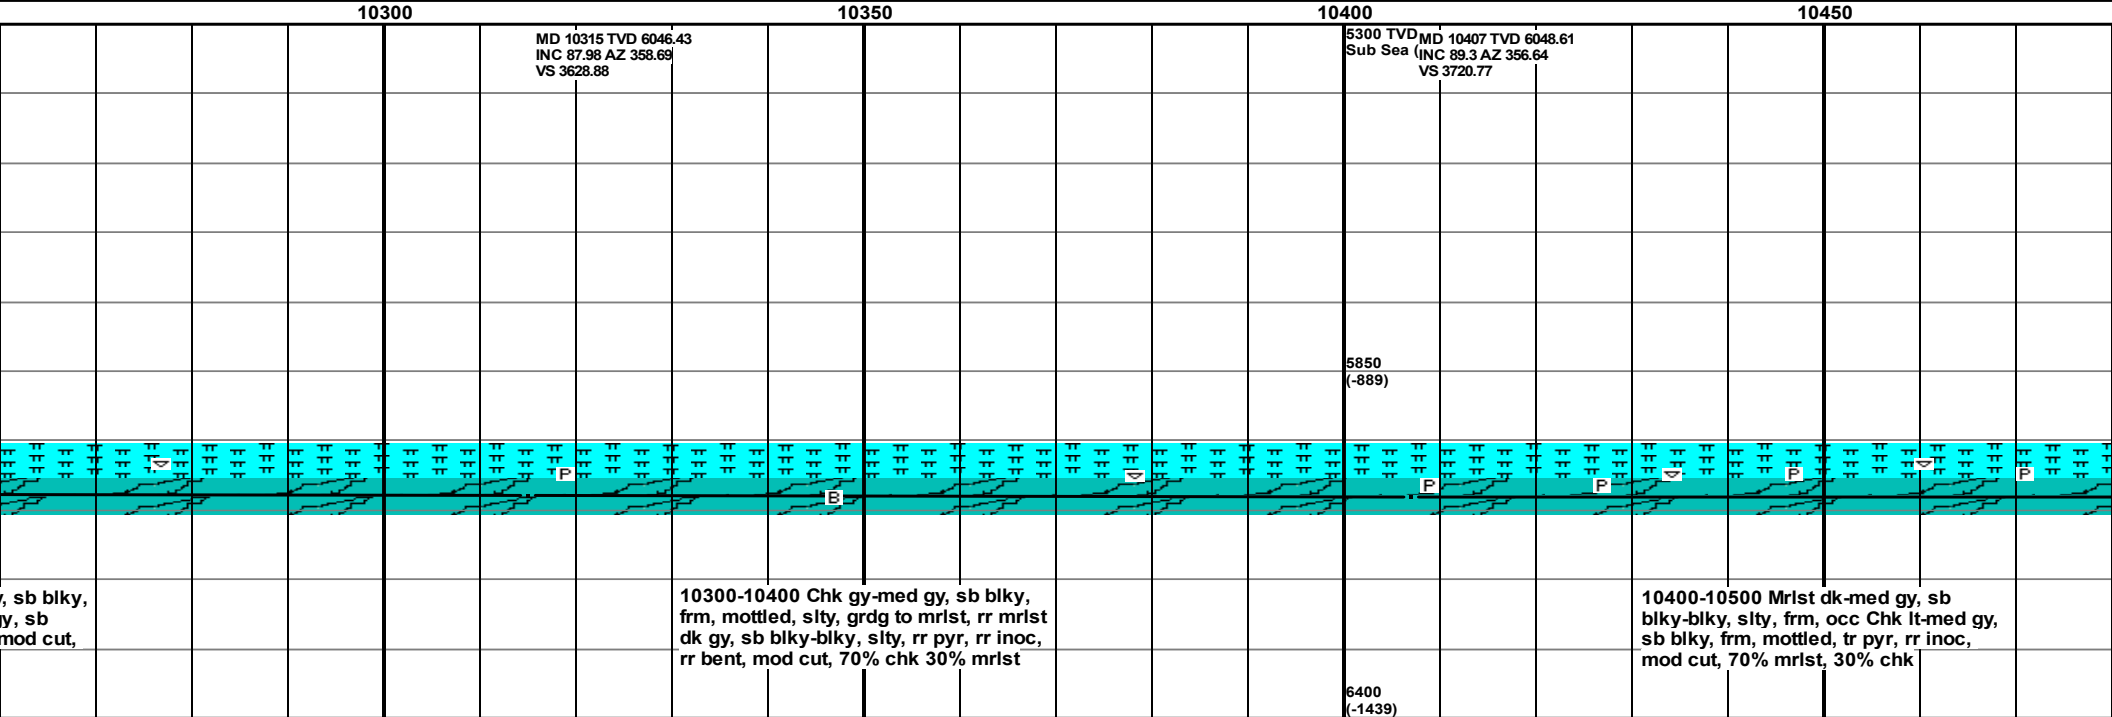 10300 10350 10400 10450
MD 10315 TVD 6046.43
INC 87.98 AZ 358.69
VS 3628.88
5300 TVD
Sub Sea (
MD 10407 TVD 6048.61
INC 89.3 AZ 356.64
VS 3720.77
5850
(-889)
P
B
P
P
P
P
, sb blky,
gy, sb
mod cut,
10300-10400 Chk gy-med gy, sb blky,
frm, mottled, slty, grdg to mrlst, rr mrlst
dk gy, sb blky-blky, slty, rr pyr, rr inoc,
rr bent, mod cut, 70% chk 30% mrlst
10400-10500 Mrlst dk-med gy, sb
blky-blky, slty, frm, occ Chk lt-med gy,
sb blky, frm, mottled, tr pyr, rr inoc,
mod cut, 70% mrlst, 30% chk
6400
(-1439)